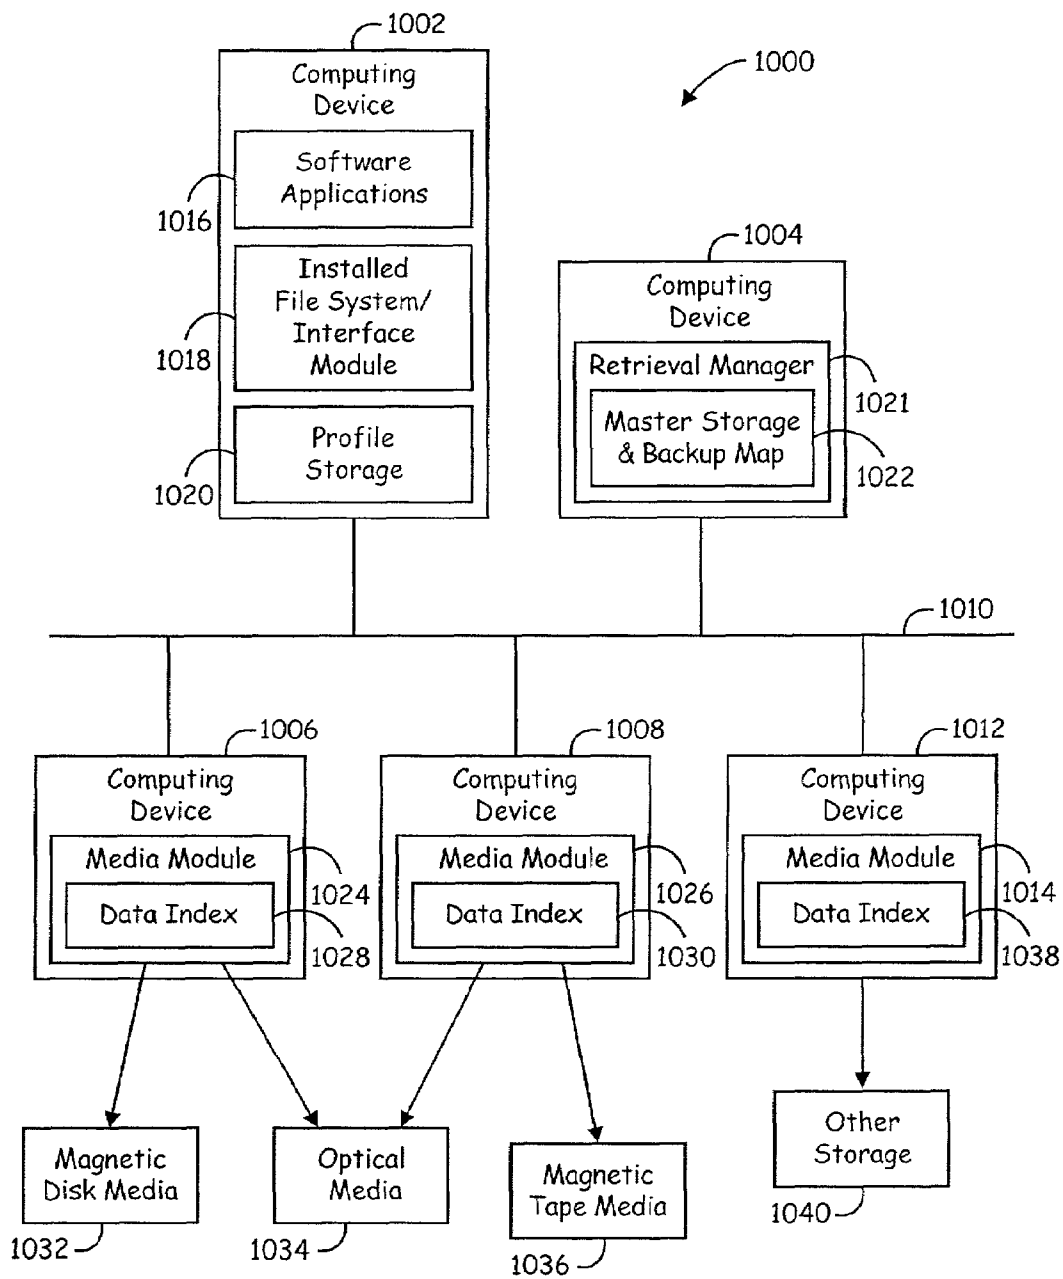 1002
1000
Computing
Device
Software
Applications
1016
1004
Installed
File System/
Interface
Module
1018
Computing
Device
Retrieval Manager
1021
Master Storage
& Backup Map
1022
Profile
Storage
1020
1010
1006
1008
1012
Computing
Device
Computing
Device
Computing
Device
Media Module
1024
Media Module
1026
Media Module
1014
Data Index
1028
Data Index
1030
Data Index
1038
Magnetic
Disk Media
1032
Optical
Media
1034
Magnetic
Tape Media
1036
Other
Storage
1040